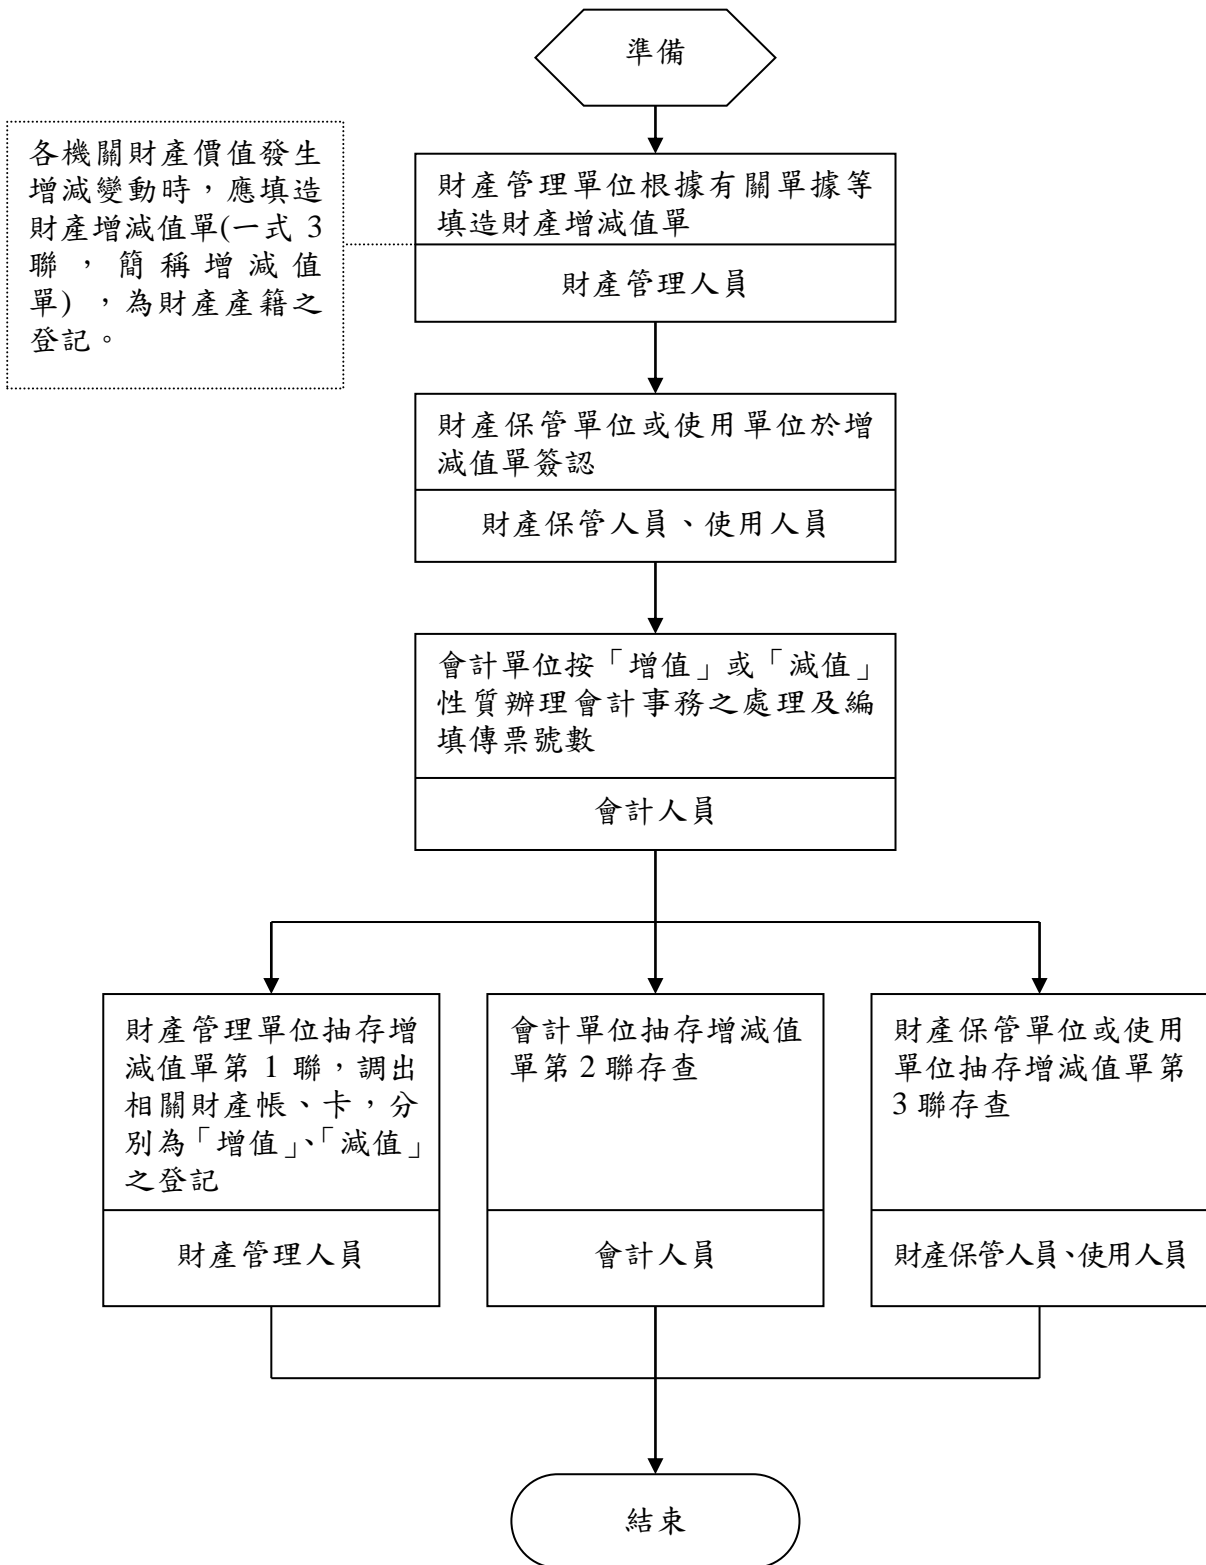 準備
各機關財產價值發生
增減變動時，應填造
財產增減值單(一式 3
聯，簡稱增減值
單)，為財產產籍之
登記。
財產管理單位根據有關單據等
填造財產增減值單
財產管理人員
財產保管單位或使用單位於增
減值單簽認
財產保管人員、使用人員
會計單位按「增值」或「減值」
性質辦理會計事務之處理及編
填傳票號數
會計人員
財產管理單位抽存增
減值單第 1 聯，調出
相關財產帳、卡，分
別為「增值」、「減值」
之登記
財產管理人員
會計單位抽存增減值
單第 2 聯存查
會計人員
財產保管單位或使用
單位抽存增減值單第
3 聯存查
財產保管人員、使用人員
結束